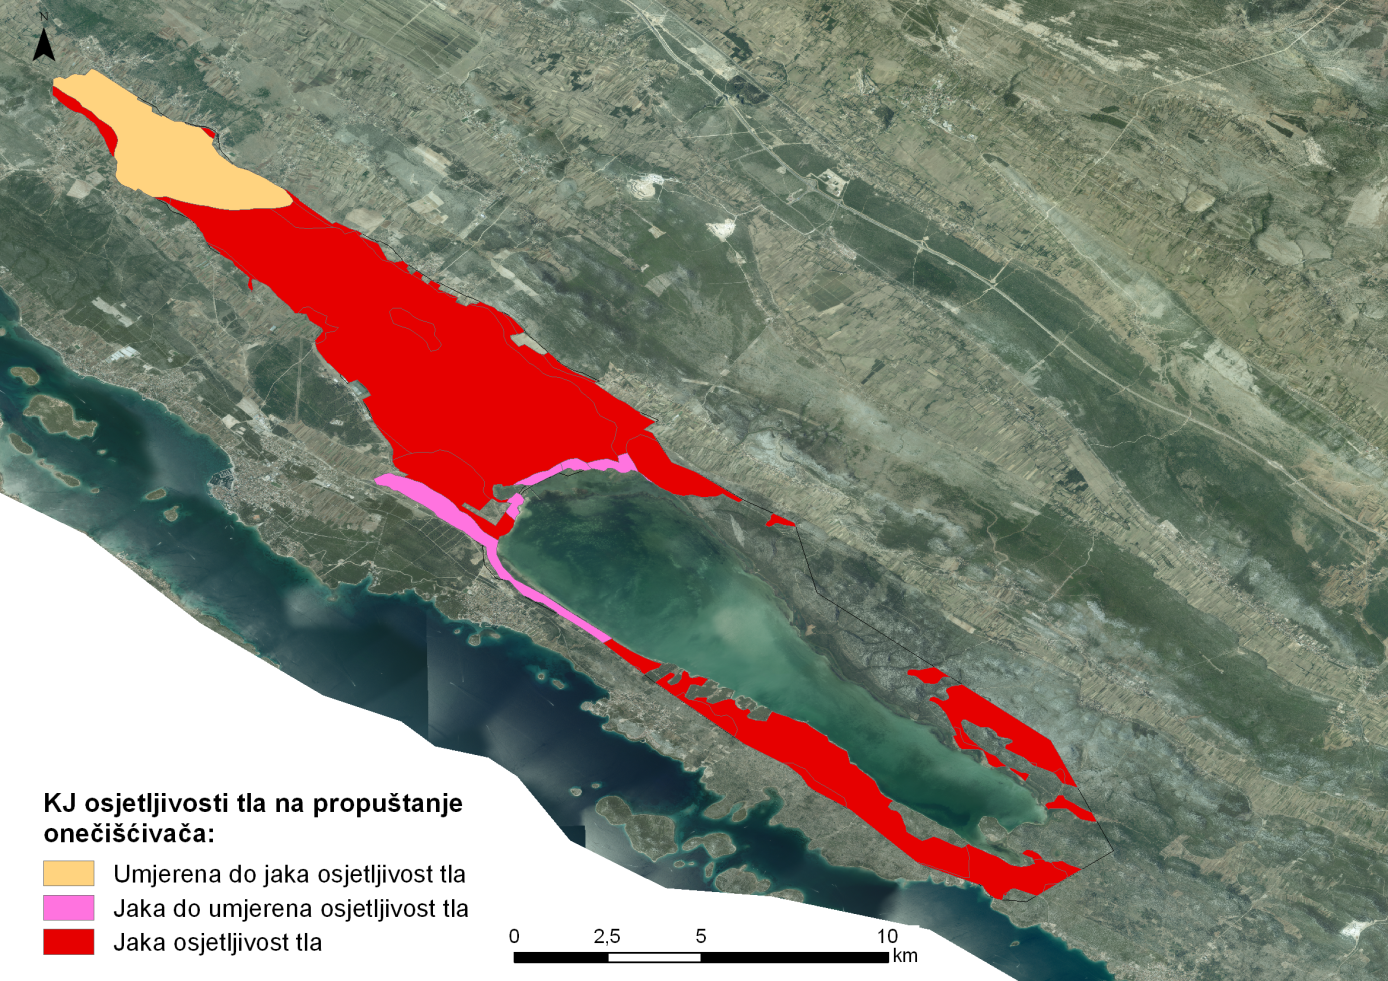 N
KJ osjetljivosti tla na propuštanje
onečišćivača:
Umjerena do jaka osjetljivost tla
Jaka do umjerena osjetljivost tla
Jaka osjetljivost tla
0 2,5 5 10
km